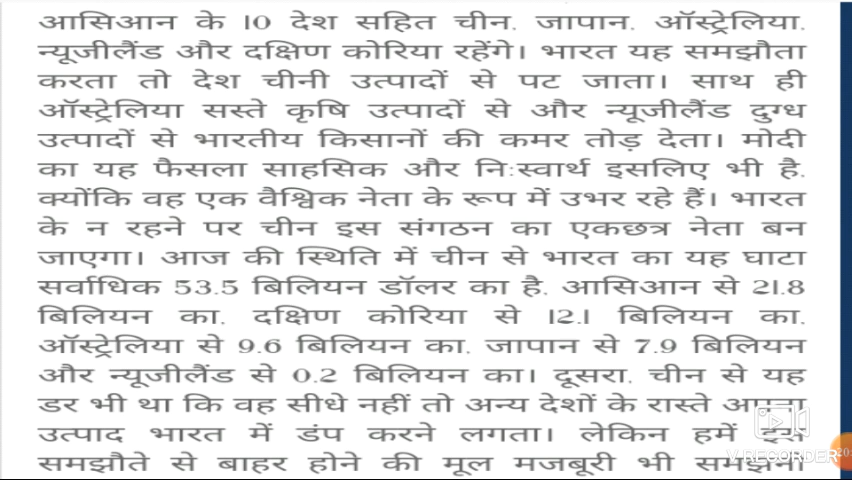 आसिआन के 10 देश सहित चीन, जापान, ऑस्ट्रेलिया,
न्यूजीलैंड और दक्षिण कोरिया रहेंगे। भारत यह समझौता
करता तो देश चीनी उत्पादों से पट जाता। साथ ही
ऑस्ट्रेलिया सस्ते कृषि उत्पादों से और न्यूजीलैंड दुग्ध
उत्पादों से भारतीय किसानों की कमर तोड़ देता। मोदी
का यह फैसला साहसिक और निःस्वार्थ इसलिए भी है,
क्योंकि वह एक वैश्विक नेता के रूप में उभर रहे हैं। भारत
के न रहने पर चीन इस संगठन का एकछत्र नेता बन
जाएगा। आज की स्थिति में चीन से भारत का यह घाटा
सर्वाधिक 53.5 बिलियन डॉलर का है, आसिआन से 21.8
बिलियन का, दक्षिण कोरिया से 12.1 बिलियन का,
ऑस्ट्रेलिया से 9.6 बिलियन का, जापान से 7.9 बिलियन
और न्यूजीलैंड से 0.2 बिलियन का। दूसरा, चीन से यह
डर भी था कि वह सीधे नहीं तो अन्य देशों के रास्ते अपना
उत्पाद भारत में डंप करने लगता। लेकिन हमें इस
समझौते से बाहर होने की मूल मजबूरी भी समझना
V RECORDER